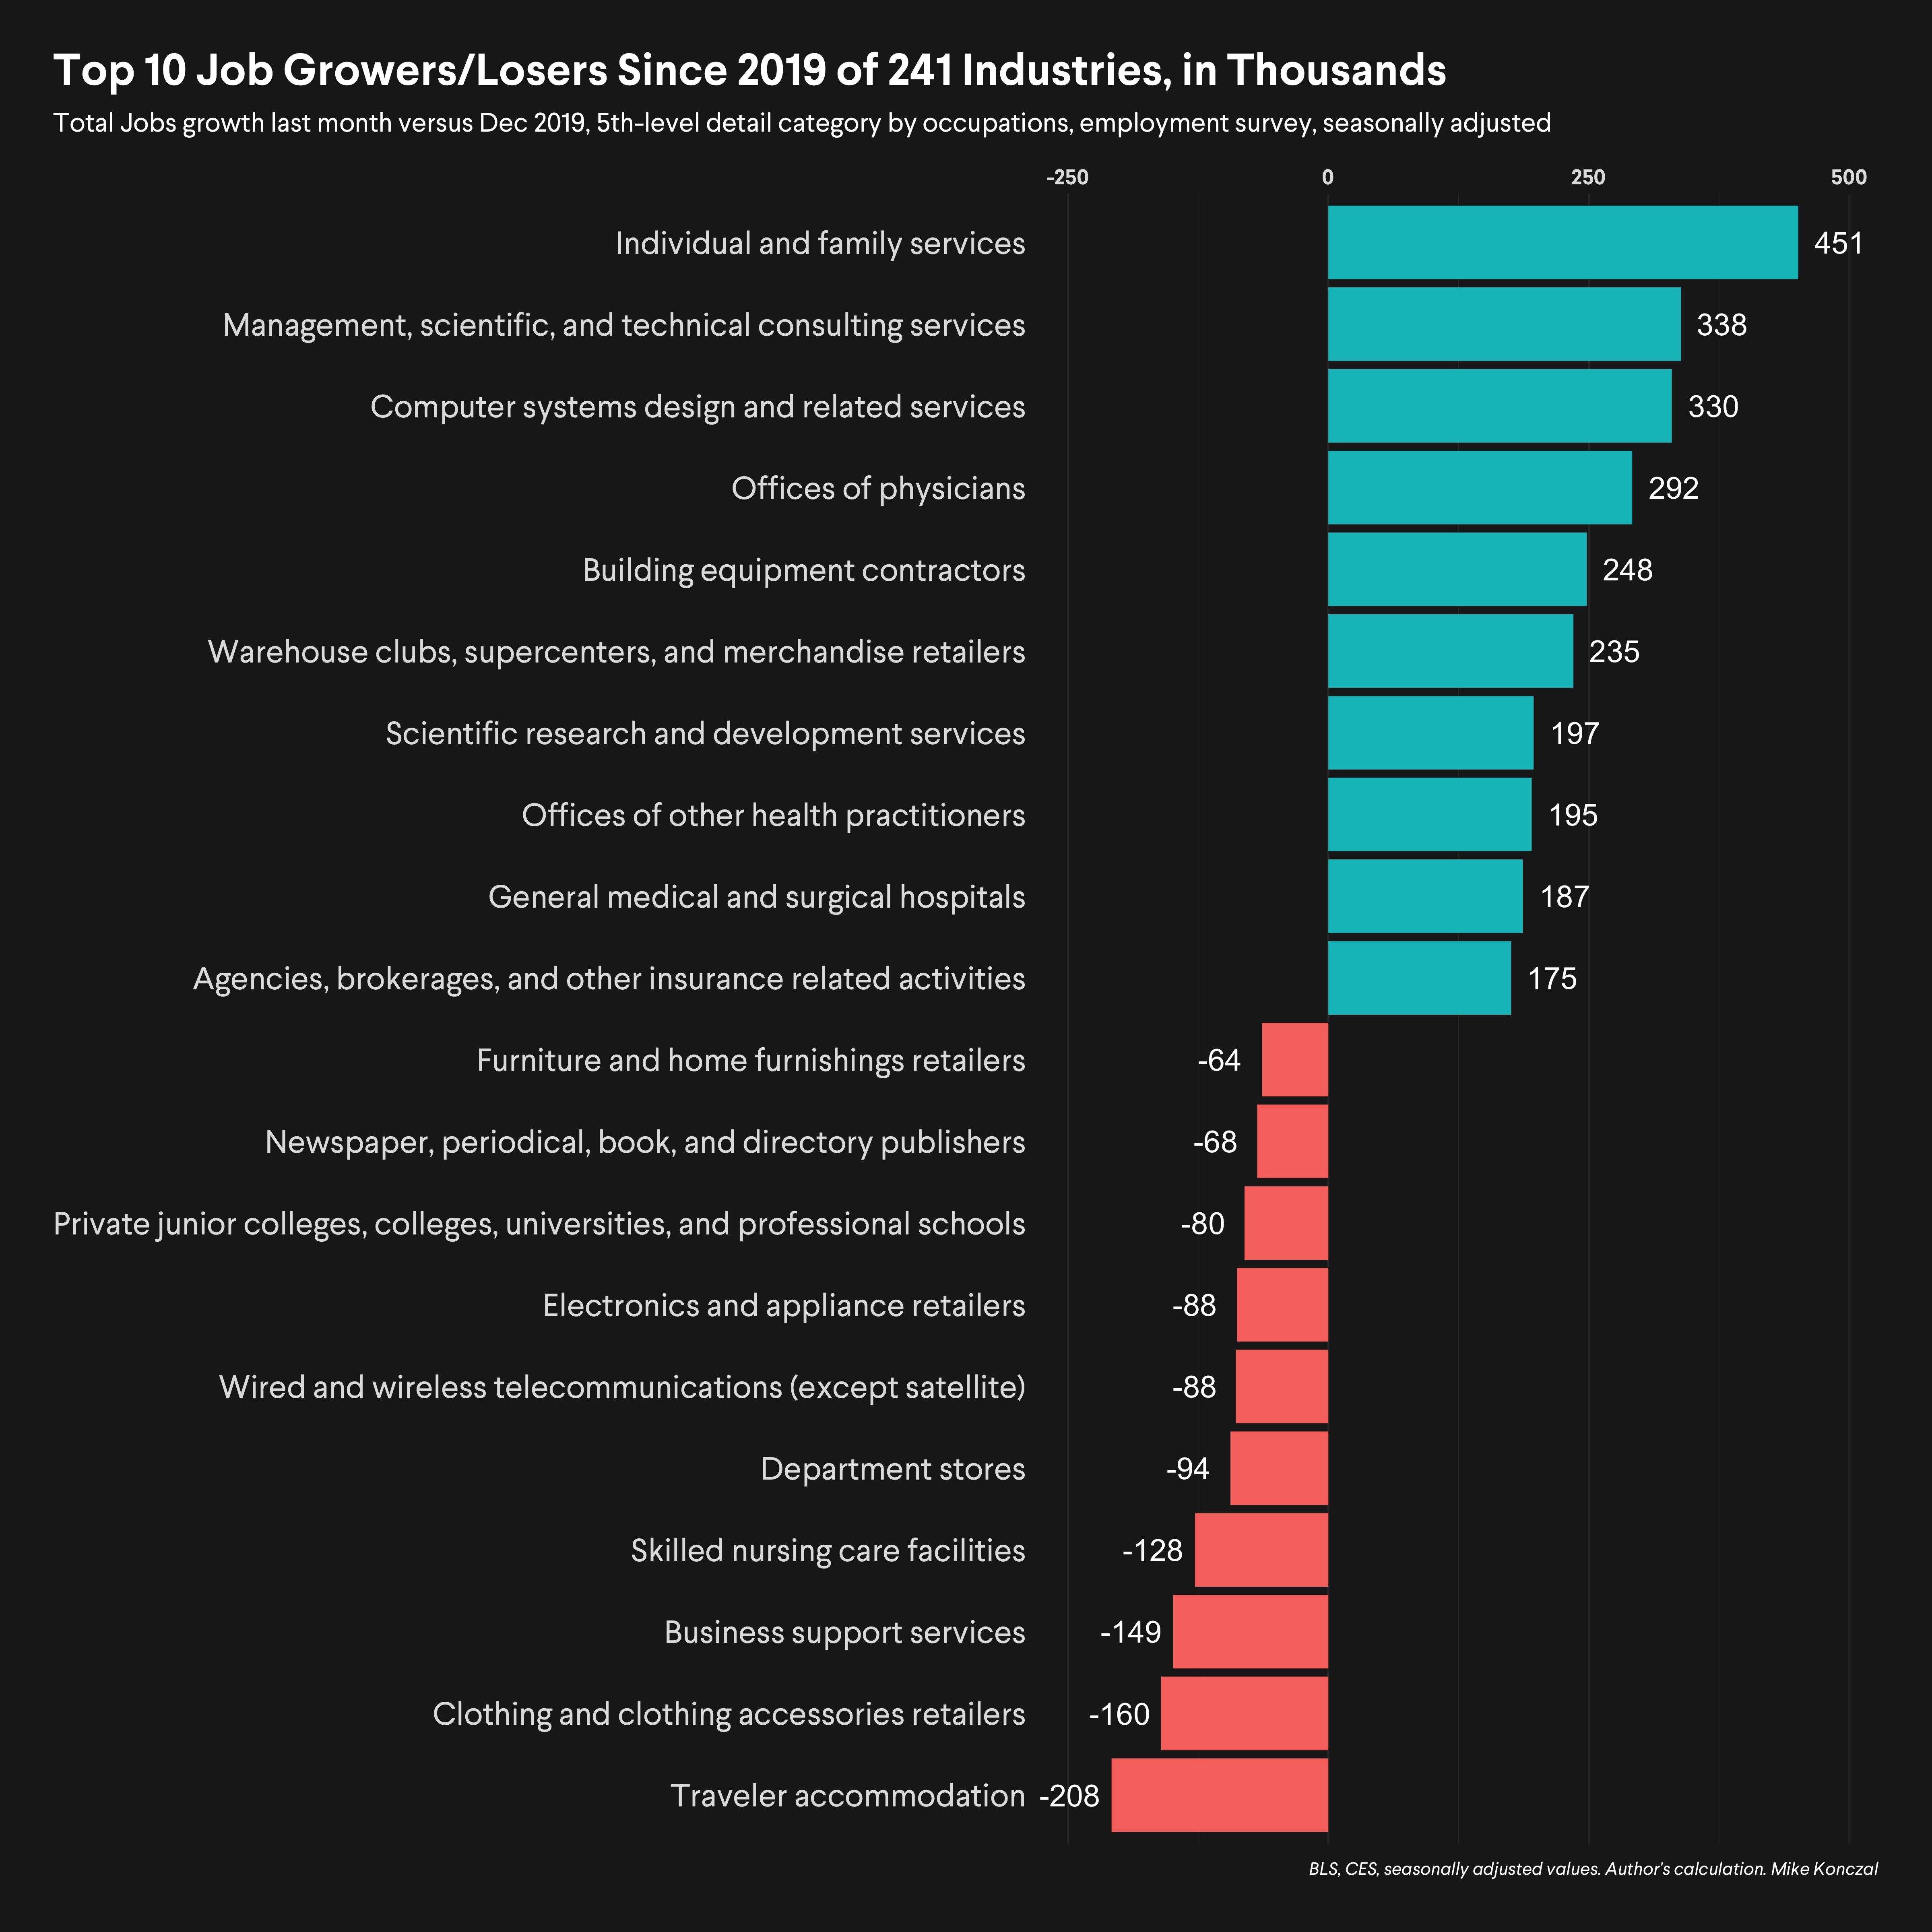 Top 10 Job Growers/Losers Since 2019 of 241 Industries, in Thousands
Total Jobs growth last month versus Dec 2019, 5th-level detail category by occupations, employment survey, seasonally adjusted
-250 0 250 500
Individual and family services 451
Management, scientific, and technical consulting services 338
Computer systems design and related services 330
Offices of physicians 292
Building equipment contractors 248
Warehouse clubs, supercenters, and merchandise retailers 235
Scientific research and development services 197
Offices of other health practitioners 195
General medical and surgical hospitals 187
Agencies, brokerages, and other insurance related activities 175
Furniture and home furnishings retailers -64
Newspaper, periodical, book, and directory publishers -68
Private junior colleges, colleges, universities, and professional schools -80
Electronics and appliance retailers -88
Wired and wireless telecommunications (except satellite) -88
Department stores -94
Skilled nursing care facilities -128
Business support services -149
Clothing and clothing accessories retailers -160
Traveler accommodation -208
BLS, CES, seasonally adjusted values. Author's calculation. Mike Konczal